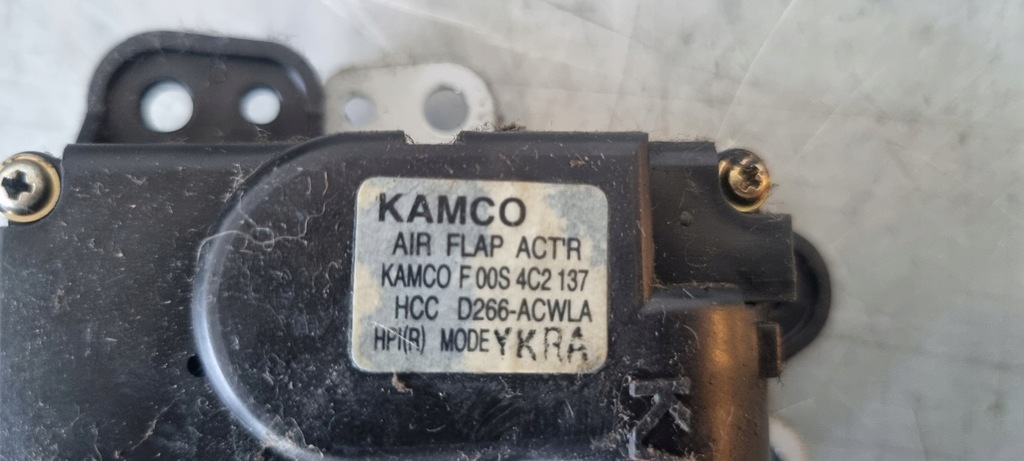 KAMCO
AIR FLAP ACT'R
KAMCO F 00S 4C2 137
HCC D266-ACWLA
HPI(R) MODE YKRA
K